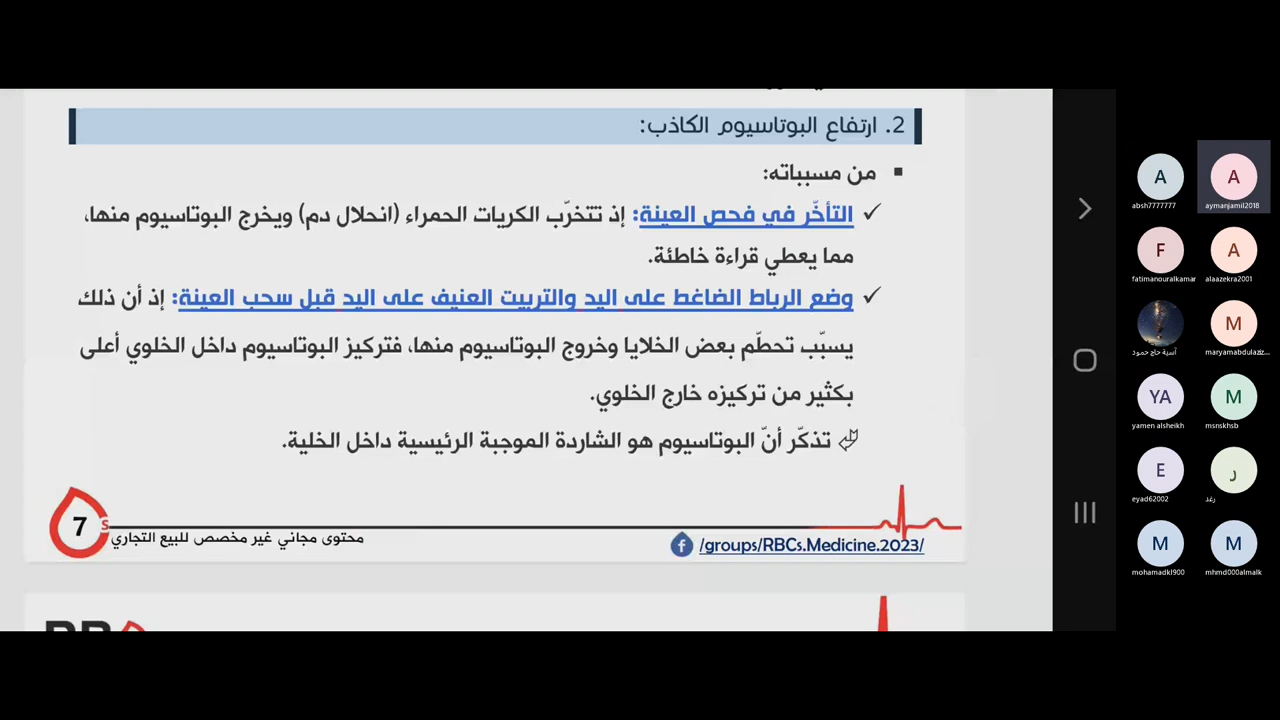 2. ارتفاع البوتاسيوم الكاذب:
▪ من مسبباته:
✓ التأخّر في فحص العينة: إذ تتخرّب الكريات الحمراء (انحلال دم) ويخرج البوتاسيوم منها،
مما يعطي قراءة خاطئة.
✓ وضع الرباط الضاغط على اليد والتربيت العنيف على اليد قبل سحب العينة: إذ أن ذلك
يسبّب تحطّم بعض الخلايا وخروج البوتاسيوم منها، فتركيز البوتاسيوم داخل الخلوي أعلى
بكثير من تركيزه خارج الخلوي.
تذكّر أنّ البوتاسيوم هو الشاردة الموجبة الرئيسية داخل الخلية.
7
محتوى مجاني غير مخصص للبيع التجاري
/groups/RBCs.Medicine.2023/
A
absh7777777
A
aymanjamil2018
F
fatimanouralkamar
A
alaazekra2001
آسية حاج حمود
M
maryamabdulaziz...
YA
yamen alsheikh
M
msnskhsb
E
eyad62002
ر
رغد
M
mohamadkl900
M
mhmd000almalk